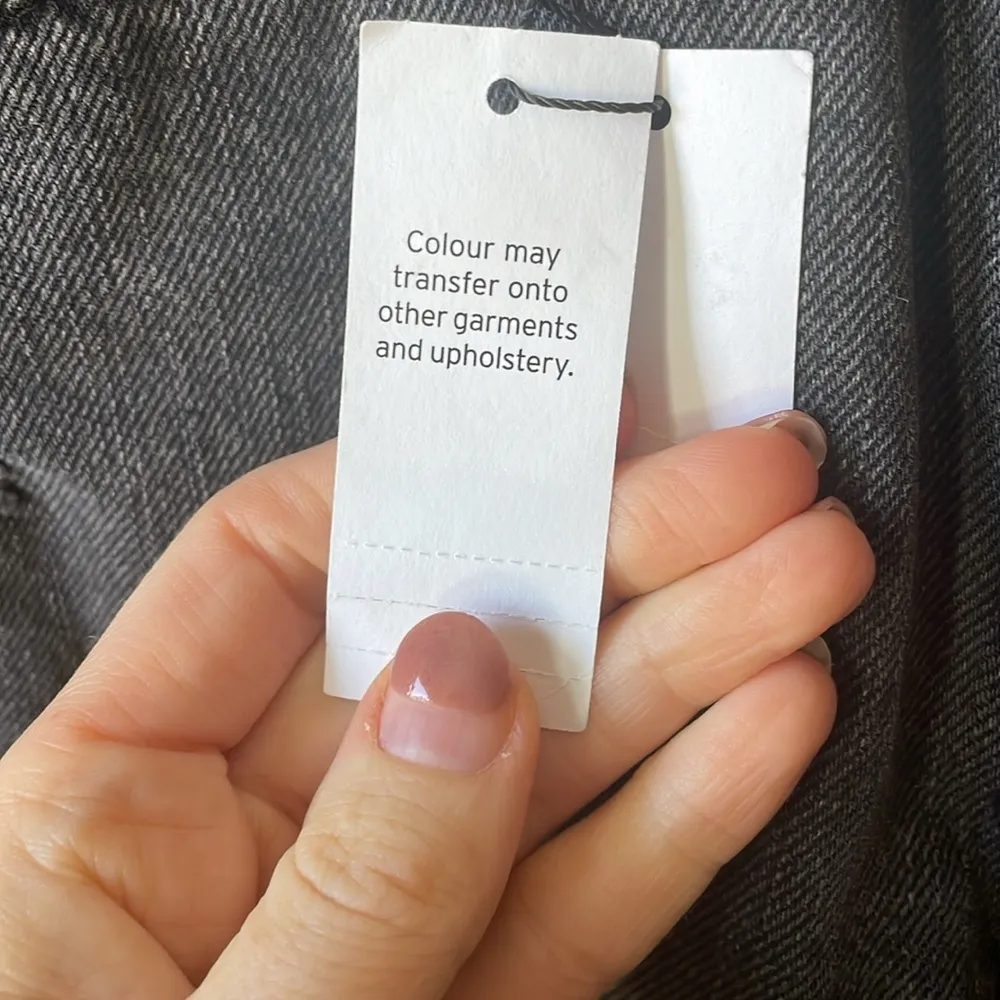 Colour may
transfer onto
other garments
and upholstery.